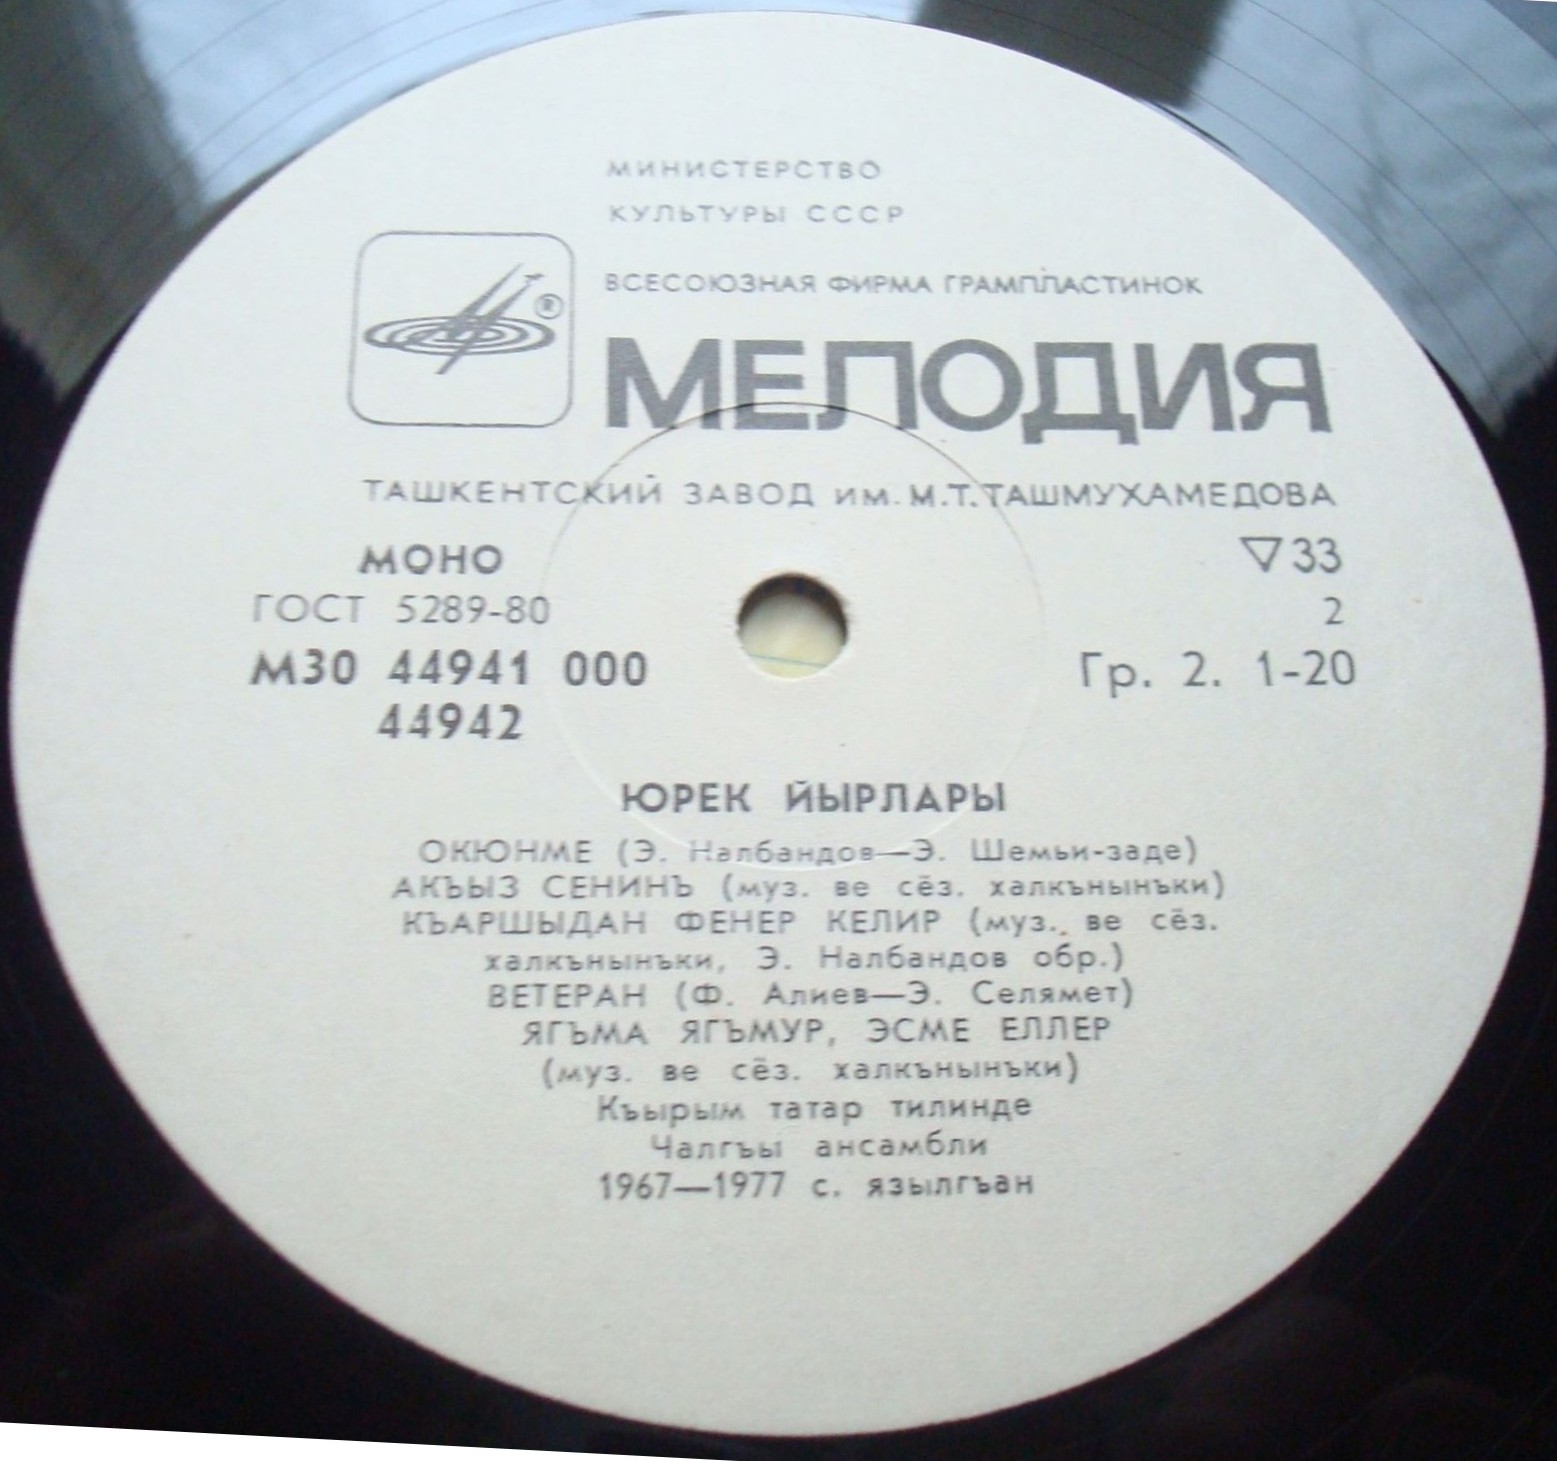 МИНИСТЕРСТВО
КУЛЬТУРЫ СССР
ВСЕСОЮЗНАЯ ФИРМА ГРАМПЛАСТИНОК
®
МЕЛОДИЯ
ТАШКЕНТСКИЙ ЗАВОД им. М.Т.ТАШМУХАМЕДОВА
МОНО ▽33
ГОСТ 5289-80 2
М30 44941 000 Гр. 2. 1-20
44942
ЮРЕК ЙЫРЛАРЫ
ОКЮНМЕ (Э. Налбандов—Э. Шемьи-заде)
АКЪЫЗ СЕНИНЪ (муз. ве сёз. халкънынъки)
КЪАРШЫДАН ФЕНЕР КЕЛИР (муз. ве сёз.
халкънынъки, Э. Налбандов обр.)
ВЕТЕРАН (Ф. Алиев—Э. Селямет)
ЯГЪМА ЯГЪМУР, ЭСМЕ ЕЛЛЕР
(муз. ве сёз. халкънынъки)
Къырым татар тилинде
Чалгъы ансамбли
1967—1977 с. язылгъан